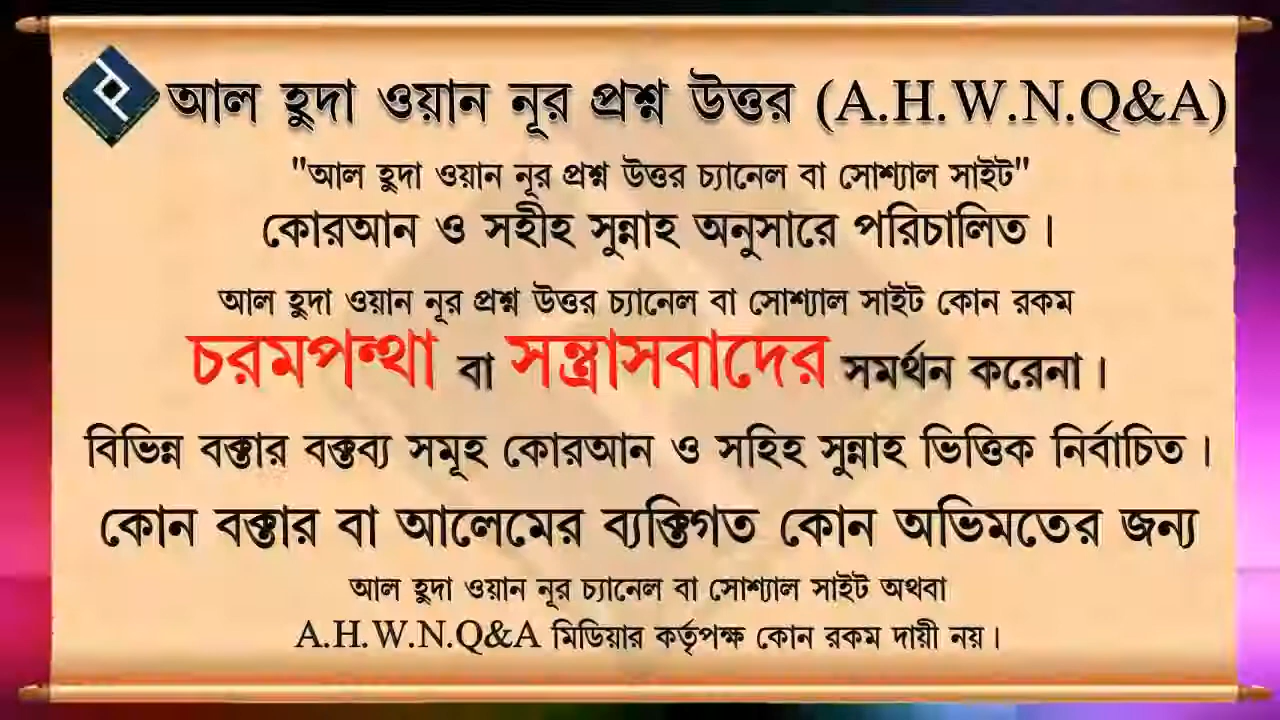 আল হুদা ওয়ান নূর প্রশ্ন উত্তর (A.H.W.N.Q&A)
"আল হুদা ওয়ান নূর প্রশ্ন উত্তর চ্যানেল বা সোশ্যাল সাইট"
কোরআন ও সহীহ সুন্নাহ অনুসারে পরিচালিত।
আল হুদা ওয়ান নূর প্রশ্ন উত্তর চ্যানেল বা সোশ্যাল সাইট কোন রকম
চরমপন্থা বা সন্ত্রাসবাদের সমর্থন করেনা।
বিভিন্ন বক্তার বক্তব্য সমূহ কোরআন ও সহিহ সুন্নাহ ভিত্তিক নির্বাচিত।
কোন বক্তার বা আলেমের ব্যক্তিগত কোন অভিমতের জন্য
আল হুদা ওয়ান নূর চ্যানেল বা সোশ্যাল সাইট অথবা
A.H.W.N.Q&A মিডিয়ার কর্তৃপক্ষ কোন রকম দায়ী নয়।